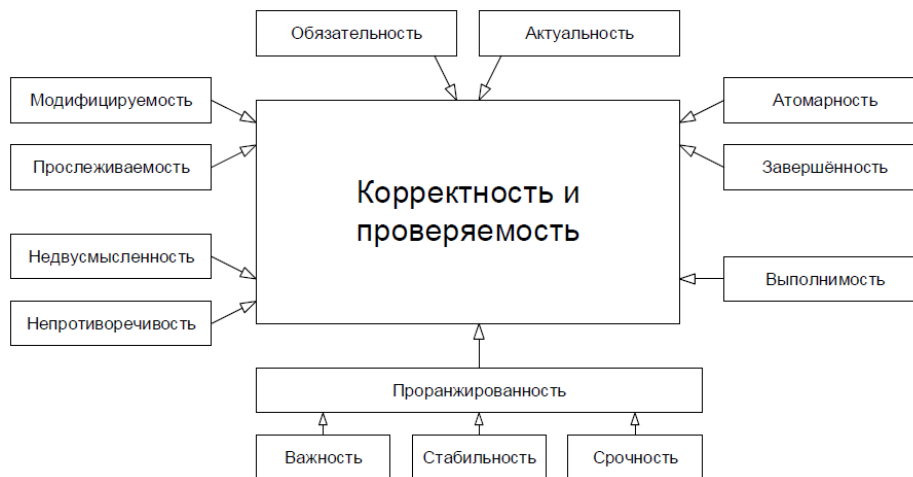 Обязательность
Актуальность
Модифицируемость
Атомарность
Прослеживаемость
Завершённость
Корректность и
проверяемость
Недвусмысленность
Выполнимость
Непротиворечивость
Проранжированность
Важность
Стабильность
Срочность